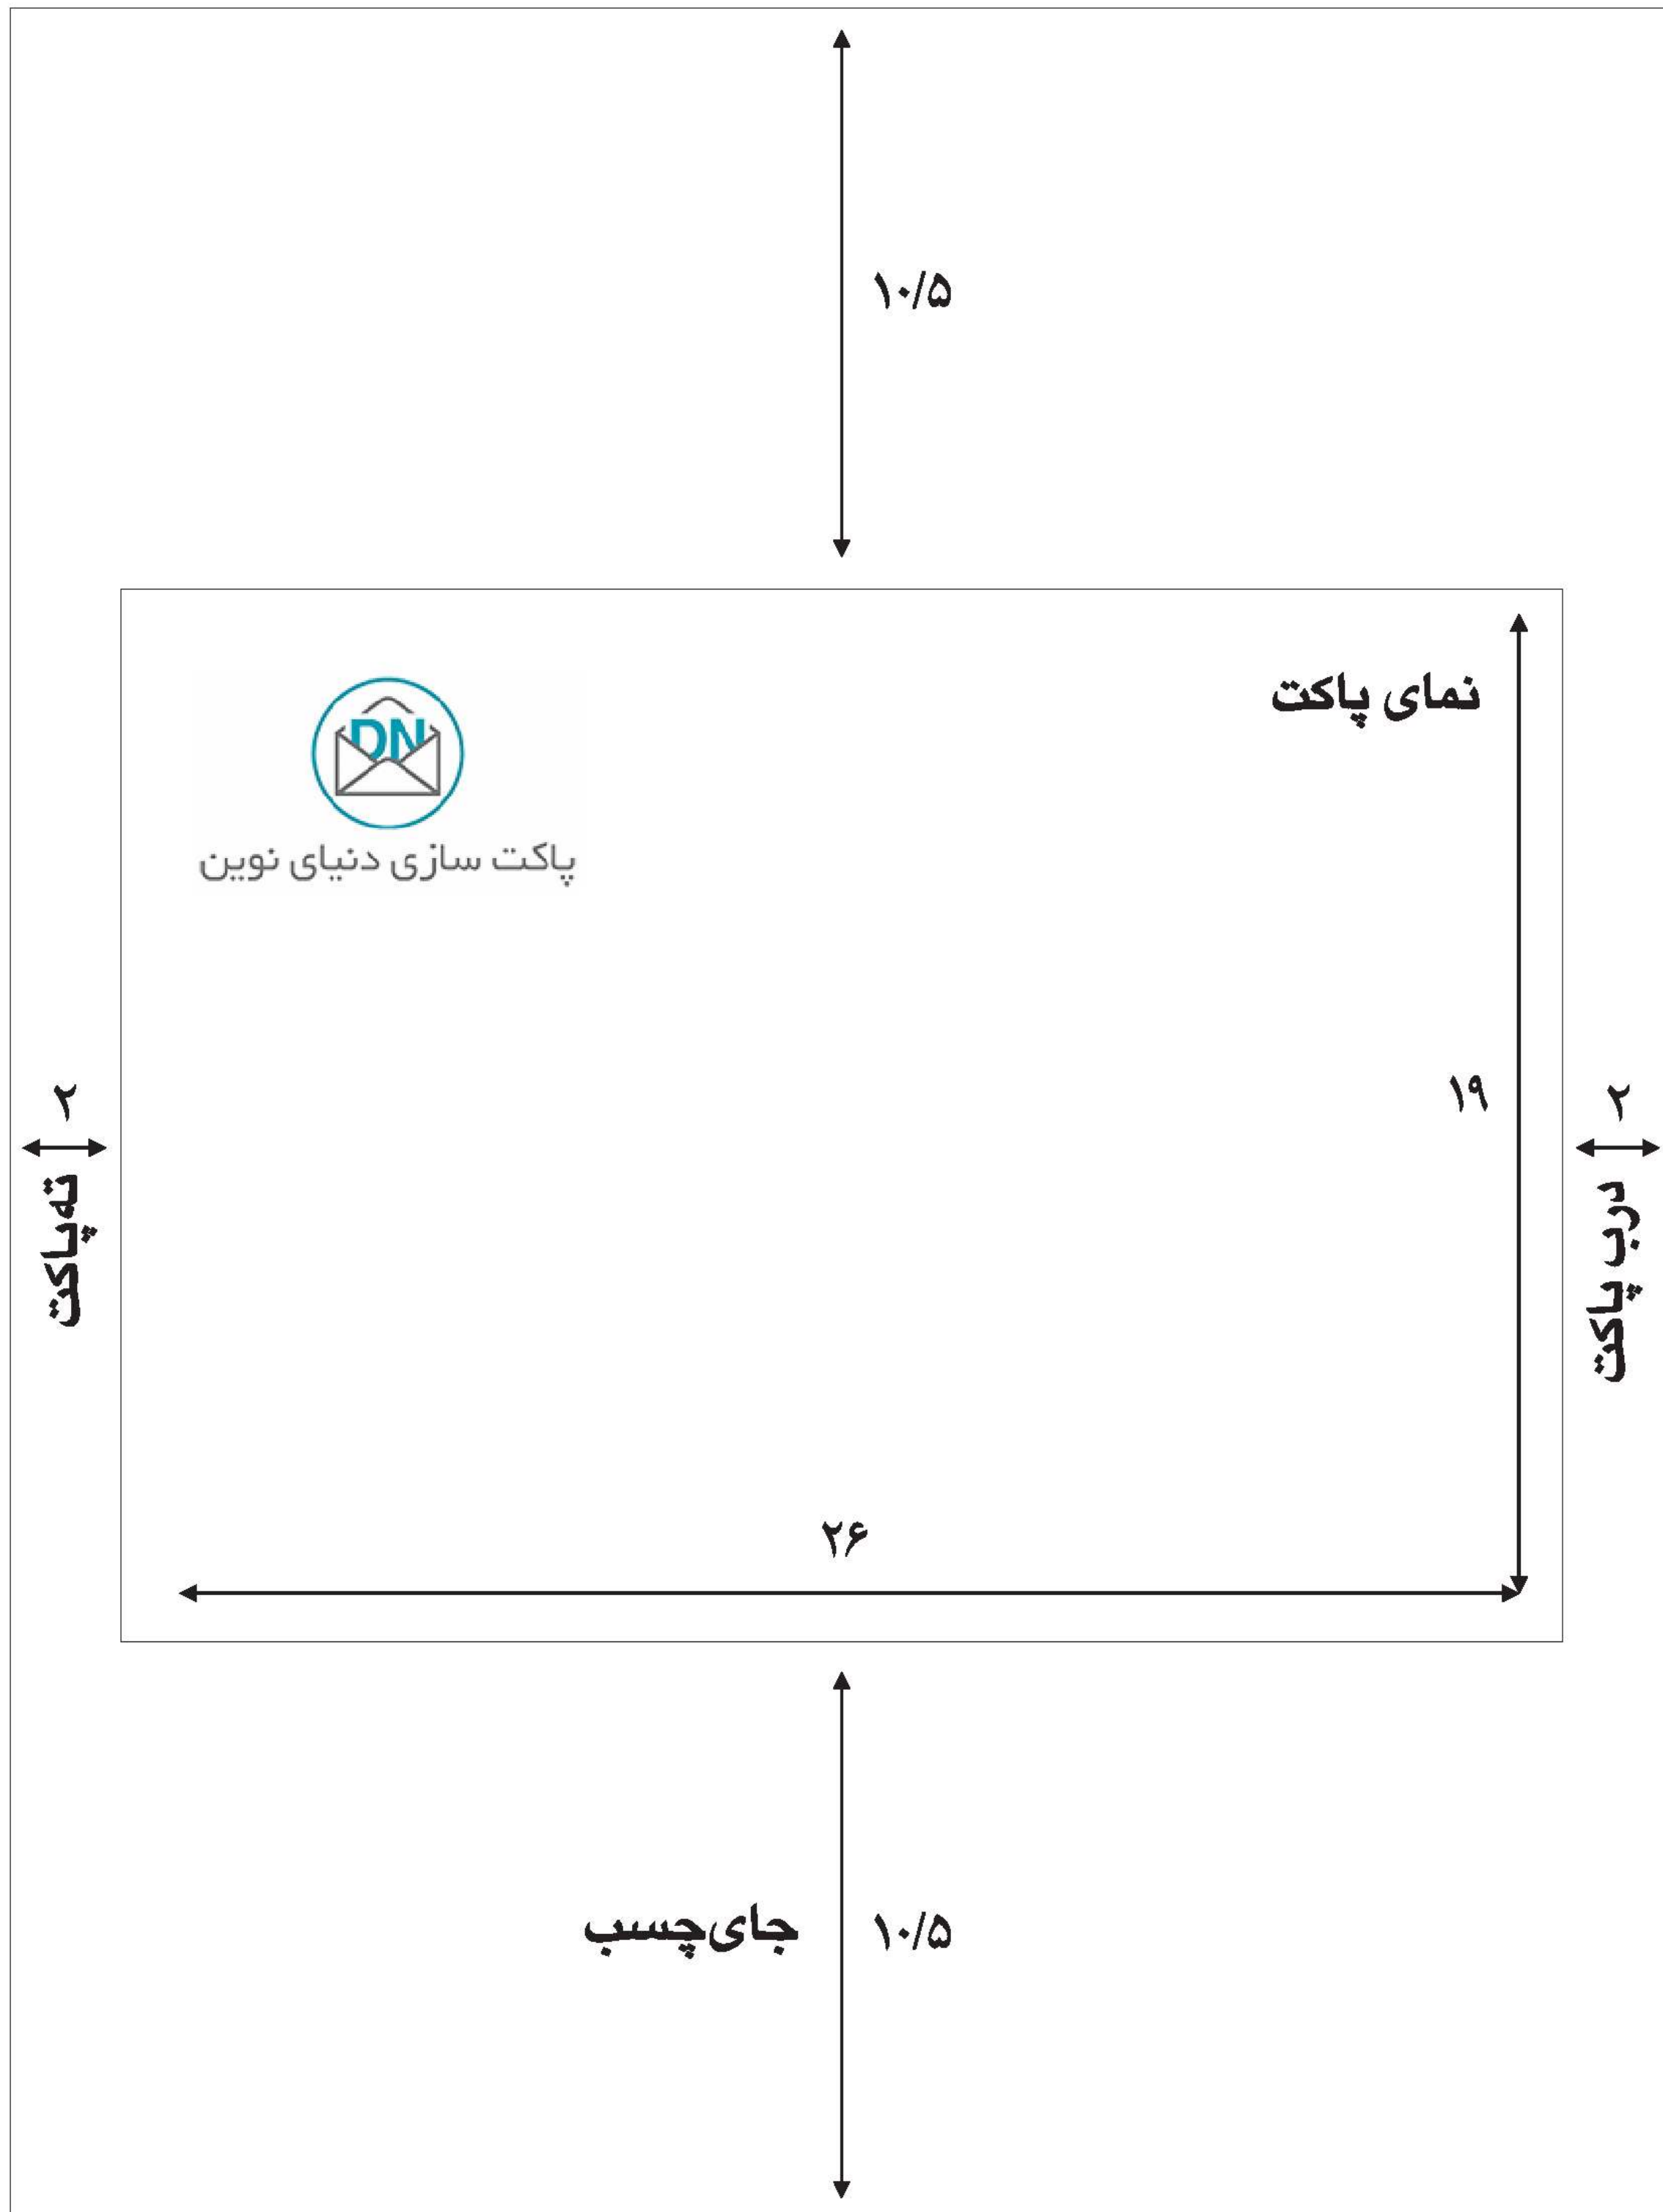 ۱۰/۵
نمای پاکت
DN
پاکت سازی دنیای نوین
۱۹
۲
درب پاکت
۲
ته‌پاکت
۲۶
۱۰/۵
جای‌چسب